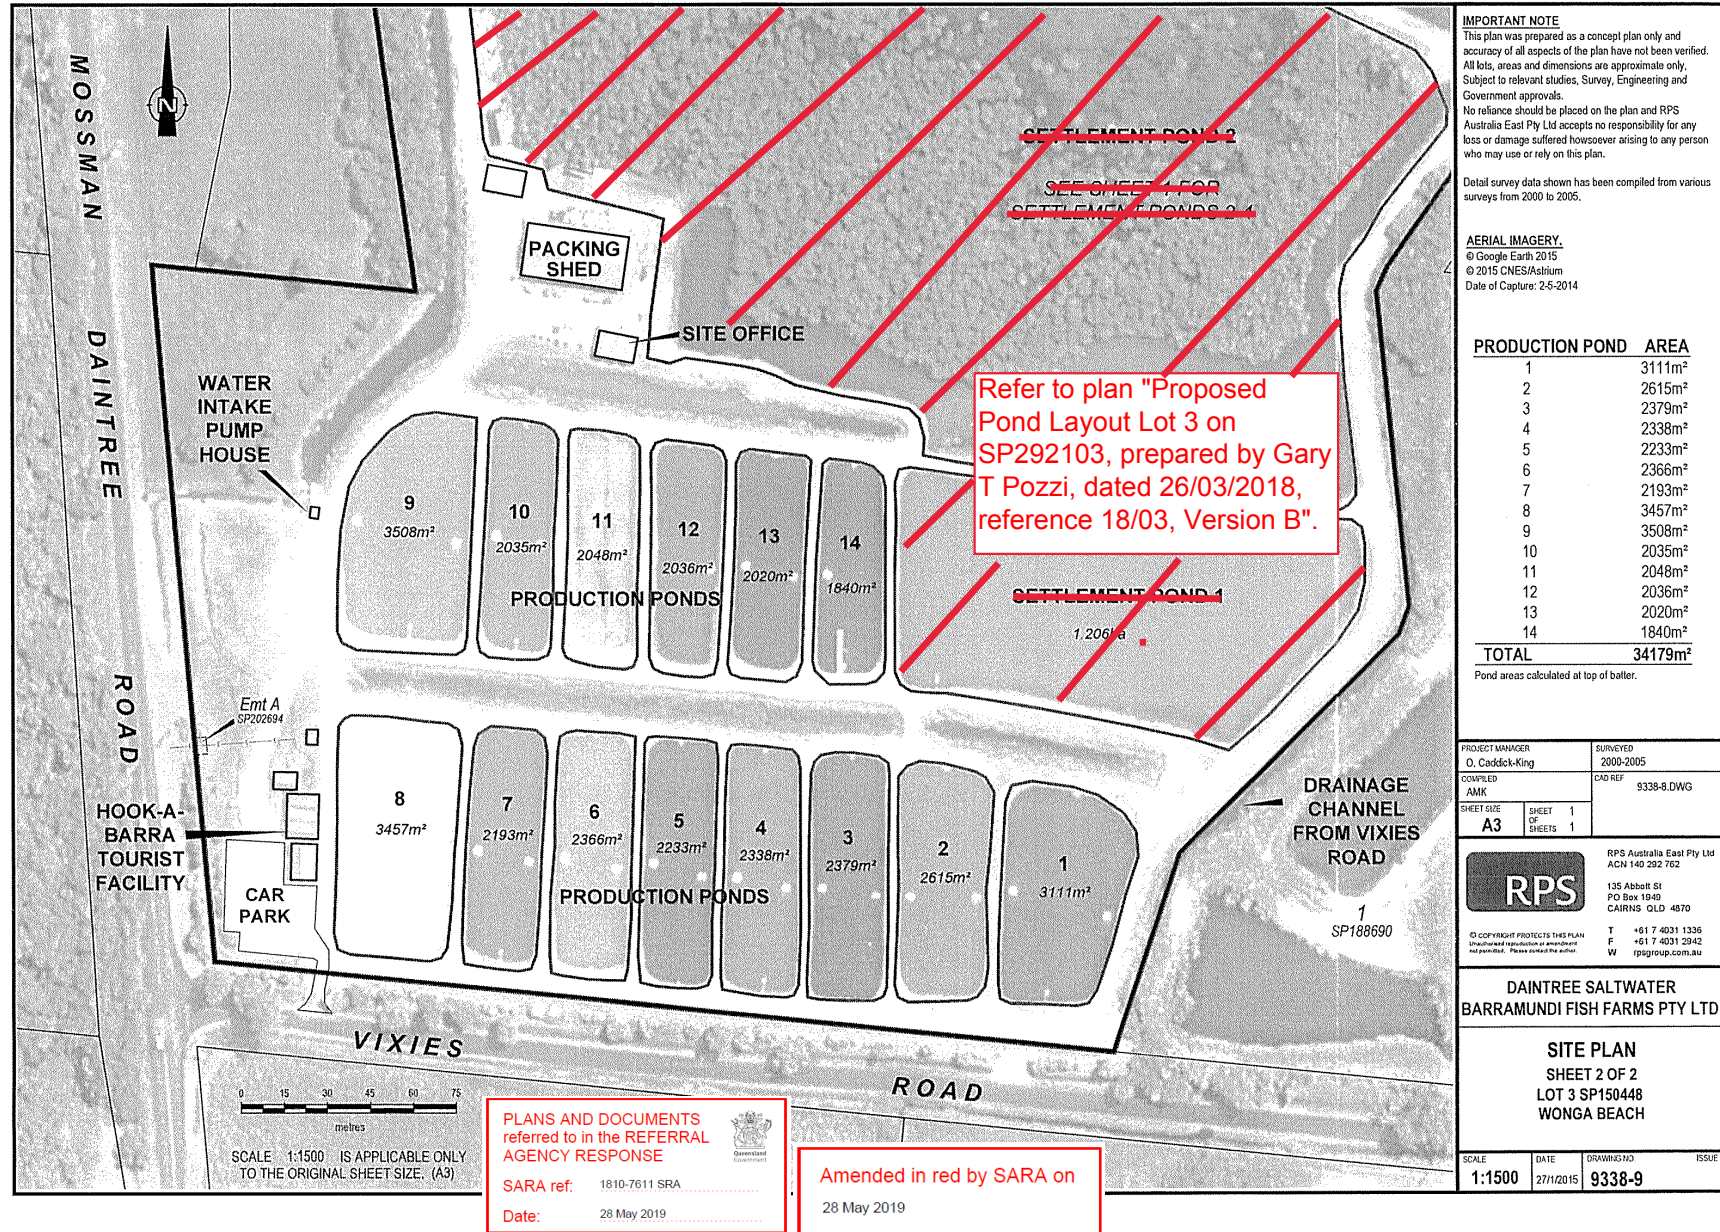 MOSSMAN DAINTREE ROAD
N
SETTLEMENT POND 2
SEE SHEET 1 FOR
SETTLEMENT PONDS 2-4
PACKING
SHED
SITE OFFICE
WATER
INTAKE
PUMP
HOUSE
Refer to plan "Proposed
Pond Layout Lot 3 on
SP292103, prepared by Gary
T Pozzi, dated 26/03/2018,
reference 18/03, Version B".
9
3508m²
10
2035m²
11
2048m²
12
2036m²
13
2020m²
14
1840m²
PRODUCTION PONDS
SETTLEMENT POND 1
1.206ha
Emt A
SP202694
HOOK-A-
BARRA
TOURIST
FACILITY
CAR
PARK
8
3457m²
7
2193m²
6
2366m²
5
2233m²
4
2338m²
3
2379m²
2
2615m²
1
3111m²
PRODUCTION PONDS
DRAINAGE
CHANNEL
FROM VIXIES
ROAD
1
SP188690
VIXIES ROAD
0 15 30 45 60 75
metres
SCALE 1:1500 IS APPLICABLE ONLY
TO THE ORIGINAL SHEET SIZE. (A3)
PLANS AND DOCUMENTS
referred to in the REFERRAL
AGENCY RESPONSE
Queensland
Government
SARA ref: 1810-7611 SRA
Date: 28 May 2019
Amended in red by SARA on
28 May 2019
IMPORTANT NOTE
This plan was prepared as a concept plan only and
accuracy of all aspects of the plan have not been verified.
All lots, areas and dimensions are approximate only,
Subject to relevant studies, Survey, Engineering and
Government approvals.
No reliance should be placed on the plan and RPS
Australia East Pty Ltd accepts no responsibility for any
loss or damage suffered howsoever arising to any person
who may use or rely on this plan.
Detail survey data shown has been compiled from various
surveys from 2000 to 2005.
AERIAL IMAGERY.
© Google Earth 2015
© 2015 CNES/Astrium
Date of Capture: 2-5-2014
PRODUCTION POND AREA
1 3111m²
2 2615m²
3 2379m²
4 2338m²
5 2233m²
6 2366m²
7 2193m²
8 3457m²
9 3508m²
10 2035m²
11 2048m²
12 2036m²
13 2020m²
14 1840m²
TOTAL 34179m²
Pond areas calculated at top of batter.
PROJECT MANAGER
O. Caddick-King
SURVEYED
2000-2005
COMPILED
AMK
CAD REF
9338-8.DWG
SHEET SIZE
A3
SHEET 1
OF
SHEETS 1
RPS
RPS Australia East Pty Ltd
ACN 140 292 762
135 Abbott St
PO Box 1949
CAIRNS QLD 4870
T +61 7 4031 1336
F +61 7 4031 2942
W rpsgroup.com.au
© COPYRIGHT PROTECTS THIS PLAN
Unauthorised reproduction or amendment
not permitted. Please contact the author.
DAINTREE SALTWATER
BARRAMUNDI FISH FARMS PTY LTD
SITE PLAN
SHEET 2 OF 2
LOT 3 SP150448
WONGA BEACH
SCALE
1:1500
DATE
27/1/2015
DRAWING NO.
9338-9
ISSUE